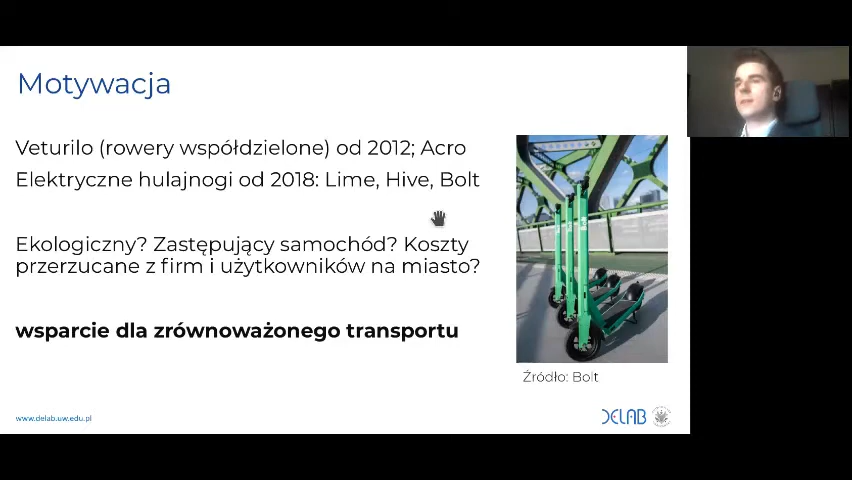 Motywacja
Veturilo (rowery współdzielone) od 2012; Acro
Elektryczne hulajnogi od 2018: Lime, Hive, Bolt
Ekologiczny? Zastępujący samochód? Koszty
przerzucane z firm i użytkowników na miasto?
wsparcie dla zrównoważonego transportu
Bolt
Źródło: Bolt
www.delab.uw.edu.pl
DELAB